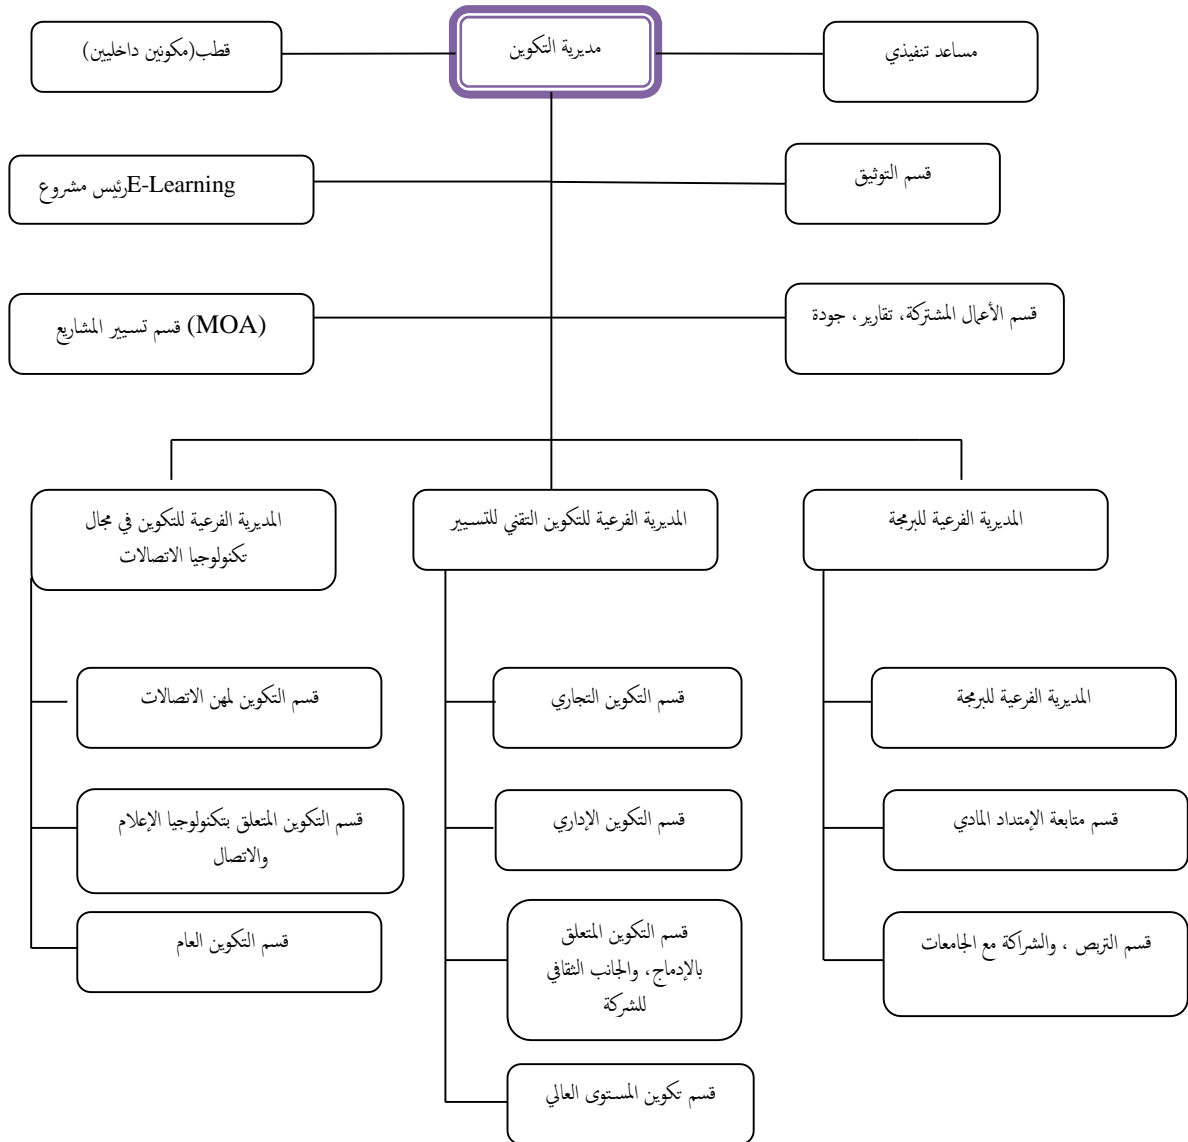 مديرية التكوين
مساعد تنفيذي
قطب(مكونين داخليين)
قسم التوثيق
E-Learningرئيس مشروع
قسم الأعمال المشتركة، تقارير، جودة
(MOA) قسم تسيير المشاريع
المديرية الفرعية للبرمجة
المديرية الفرعية للتكوين التقني للتسيير
المديرية الفرعية للتكوين في مجال
تكنولوجيا الاتصالات
المديرية الفرعية للبرمجة
قسم التكوين التجاري
قسم التكوين لمهن الاتصالات
قسم متابعة الإمتداد المادي
قسم التكوين الإداري
قسم التكوين المتعلق بتكنولوجيا الإعلام
والاتصال
قسم التربص ، والشراكة مع الجامعات
قسم التكوين المتعلق
بالإدماج، والجانب الثقافي
للشركة
قسم التكوين العام
قسم تكوين المستوى العالي